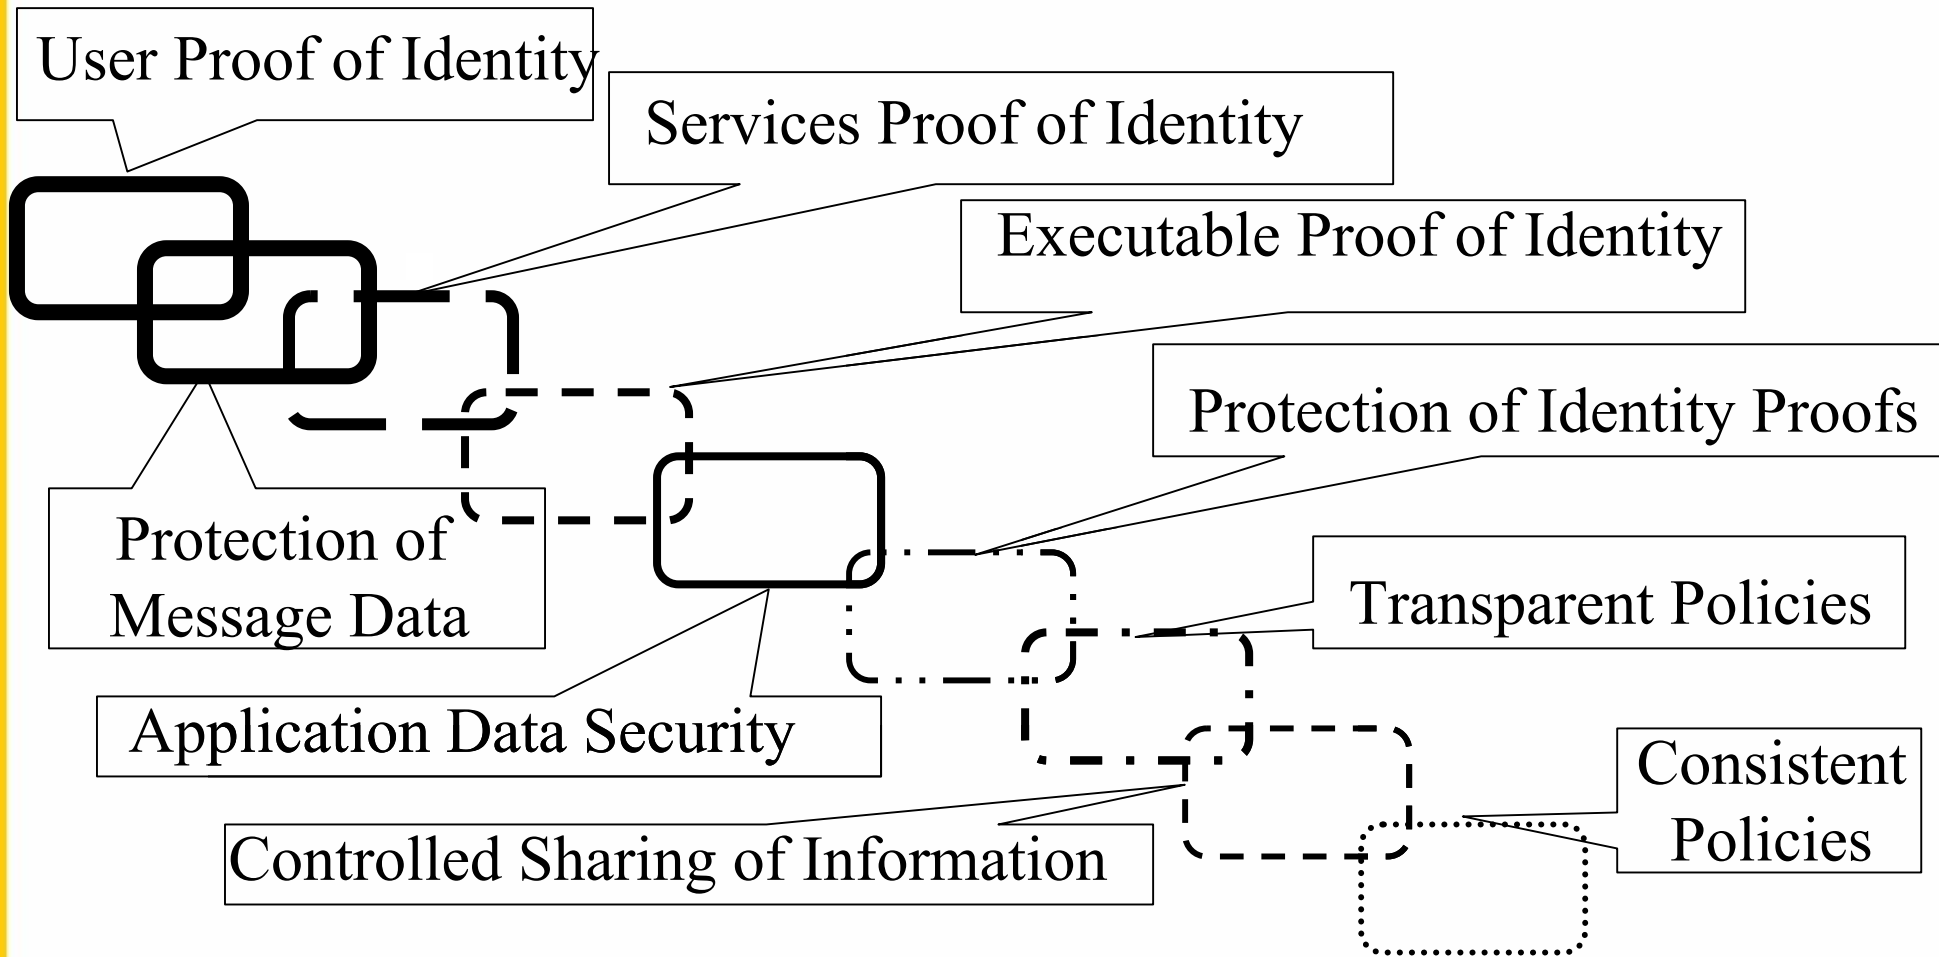 User Proof of Identity
Services Proof of Identity
Executable Proof of Identity
Protection of Identity Proofs
Protection of
Message Data
Transparent Policies
Application Data Security
Consistent
Policies
Controlled Sharing of Information